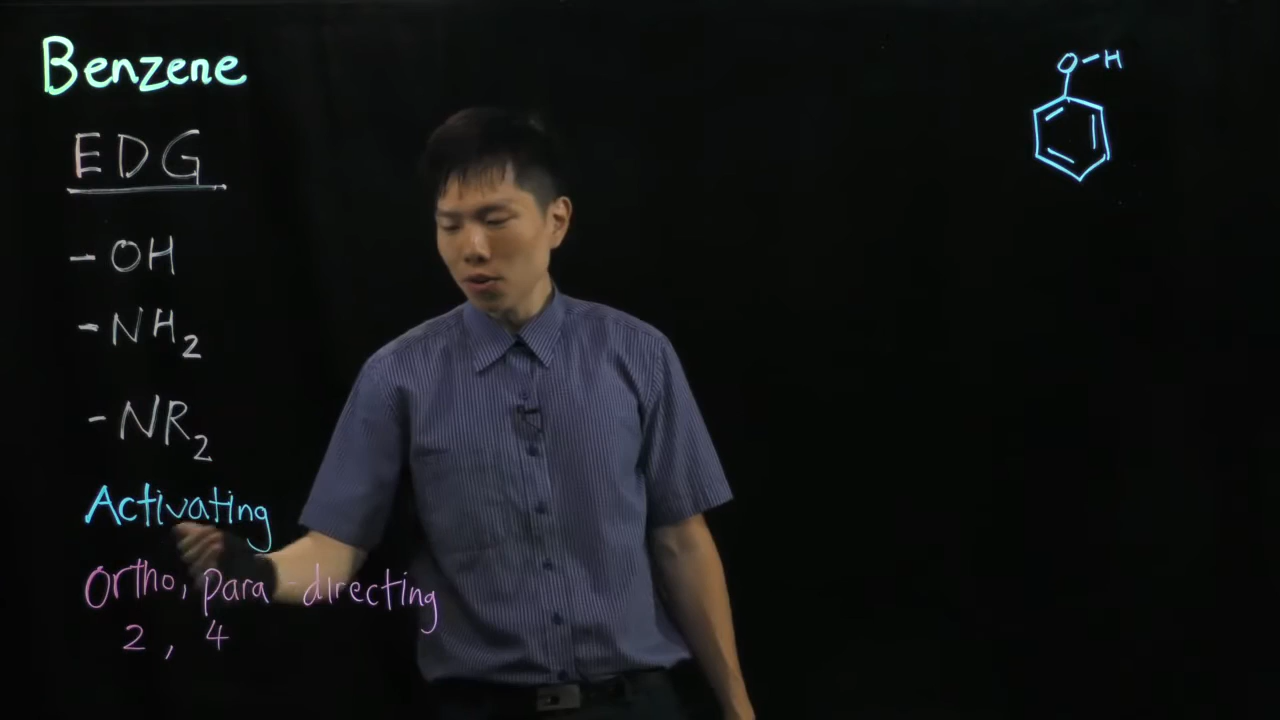 Benzene
EDG
-OH
-NH₂
-NR₂
Activating
Ortho, para-directing
2, 4
O-H